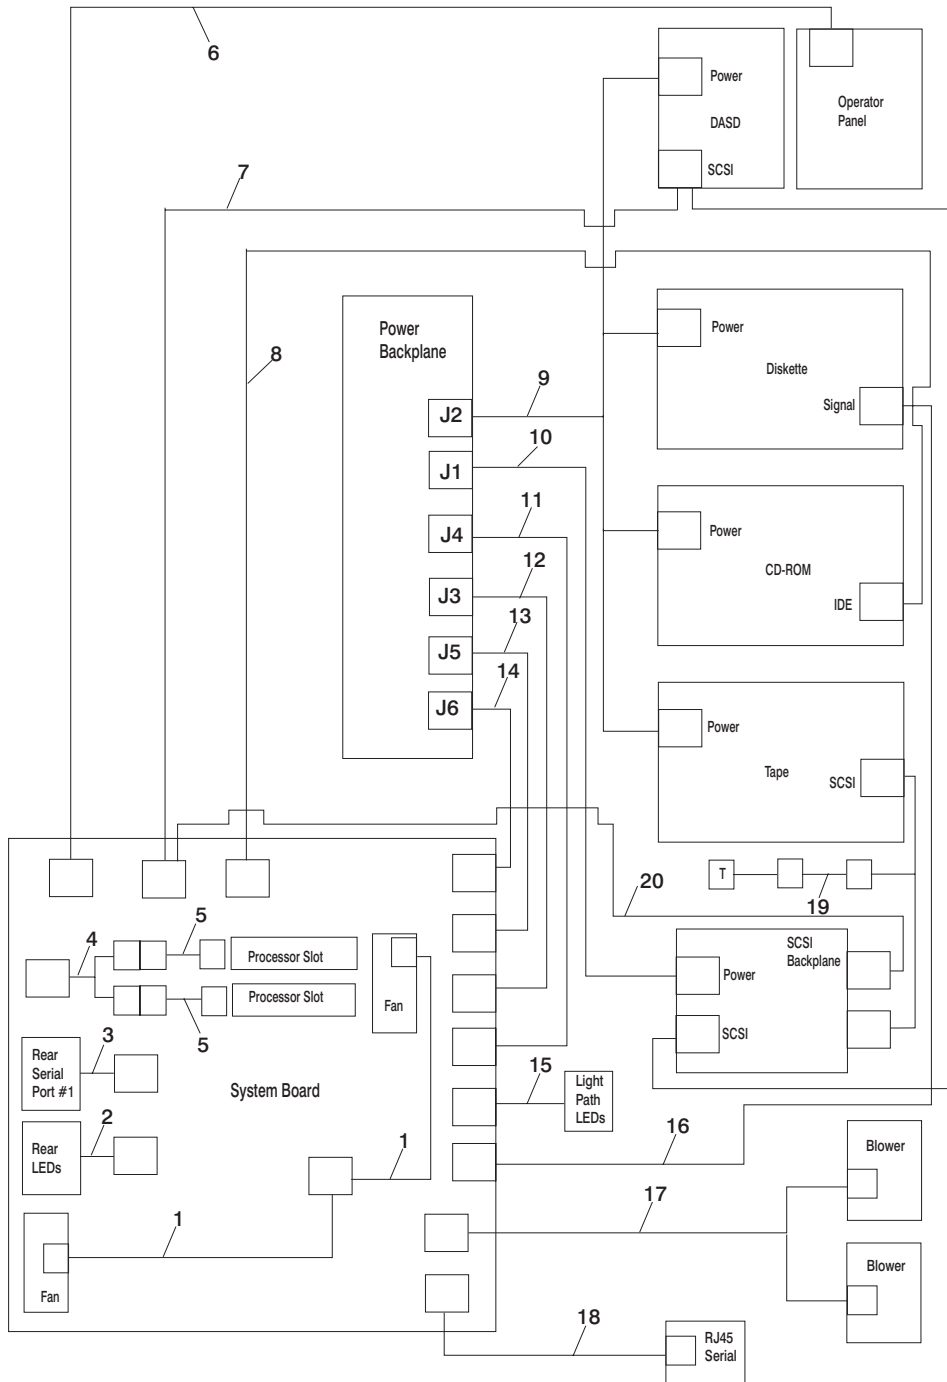 6
Power
DASD
SCSI
Operator
Panel
7
8
Power
Backplane
J2
J1
J4
J3
J5
J6
9
10
11
12
13
14
Power
Diskette
Signal
Power
CD-ROM
IDE
Power
Tape
SCSI
T
19
20
SCSI
Backplane
Power
SCSI
4
5
Processor Slot
Processor Slot
5
Fan
3
Rear
Serial
Port #1
System Board
2
Rear
LEDs
1
1
Fan
15
Light
Path
LEDs
16
17
Blower
Blower
18
RJ45
Serial